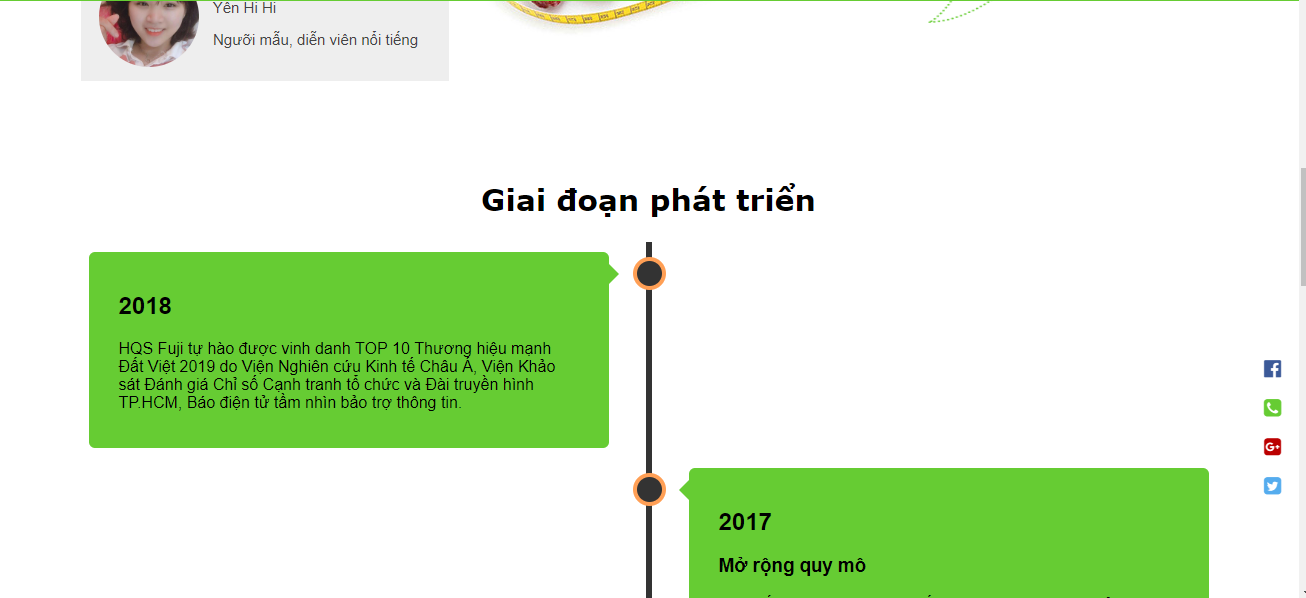 Yên Hi Hi
Người mẫu, diễn viên nổi tiếng
Giai đoạn phát triển
2018
HQS Fuji tự hào được vinh danh TOP 10 Thương hiệu mạnh
Đất Việt 2019 do Viện Nghiên cứu Kinh tế Châu Á, Viện Khảo
sát Đánh giá Chỉ số Cạnh tranh tổ chức và Đài truyền hình
TP.HCM, Báo điện tử tầm nhìn bảo trợ thông tin.
2017
Mở rộng quy mô